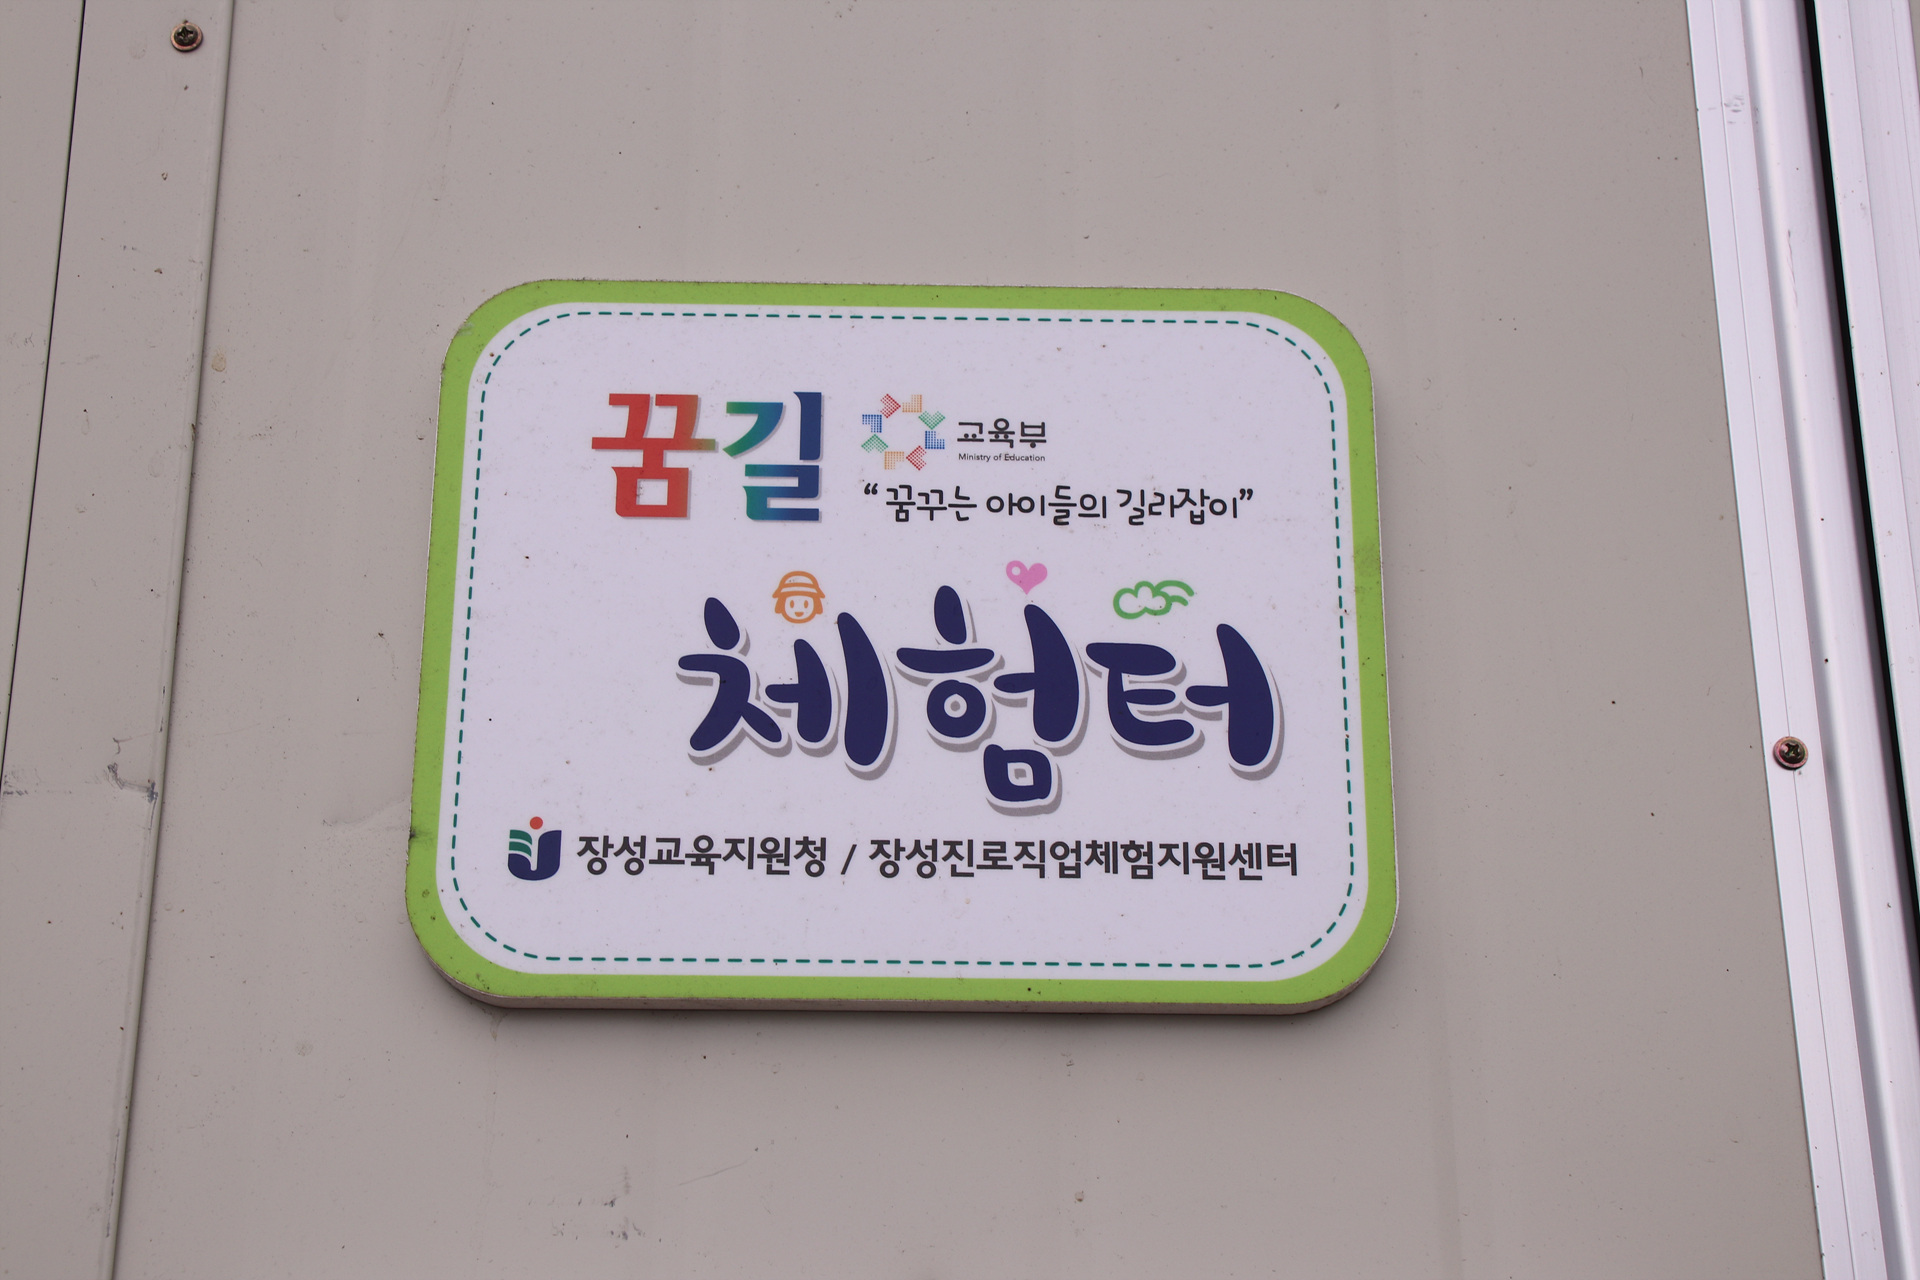 꿈길 교육부
Ministry of Education
“꿈꾸는 아이들의 길라잡이”
체험터
장성교육지원청 / 장성진로직업체험지원센터